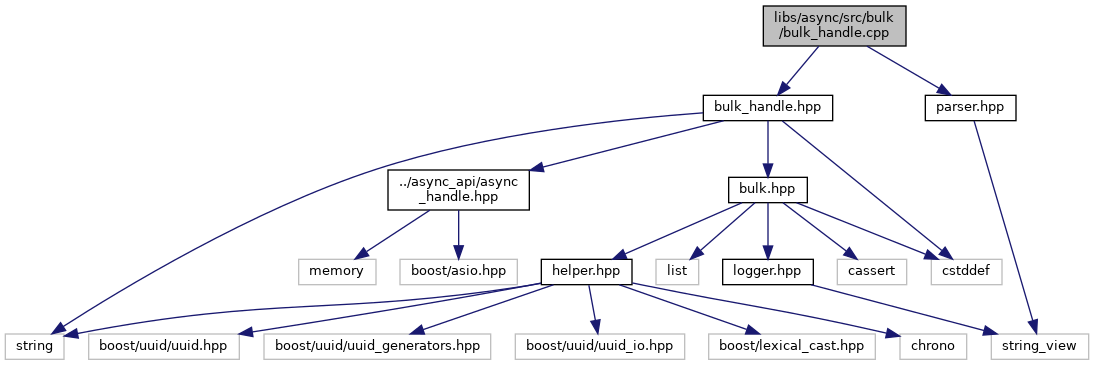 libs/async/src/bulk
/bulk_handle.cpp
bulk_handle.hpp
parser.hpp
../async_api/async
_handle.hpp
bulk.hpp
memory
boost/asio.hpp
helper.hpp
list
logger.hpp
cassert
cstddef
string
boost/uuid/uuid.hpp
boost/uuid/uuid_generators.hpp
boost/uuid/uuid_io.hpp
boost/lexical_cast.hpp
chrono
string_view